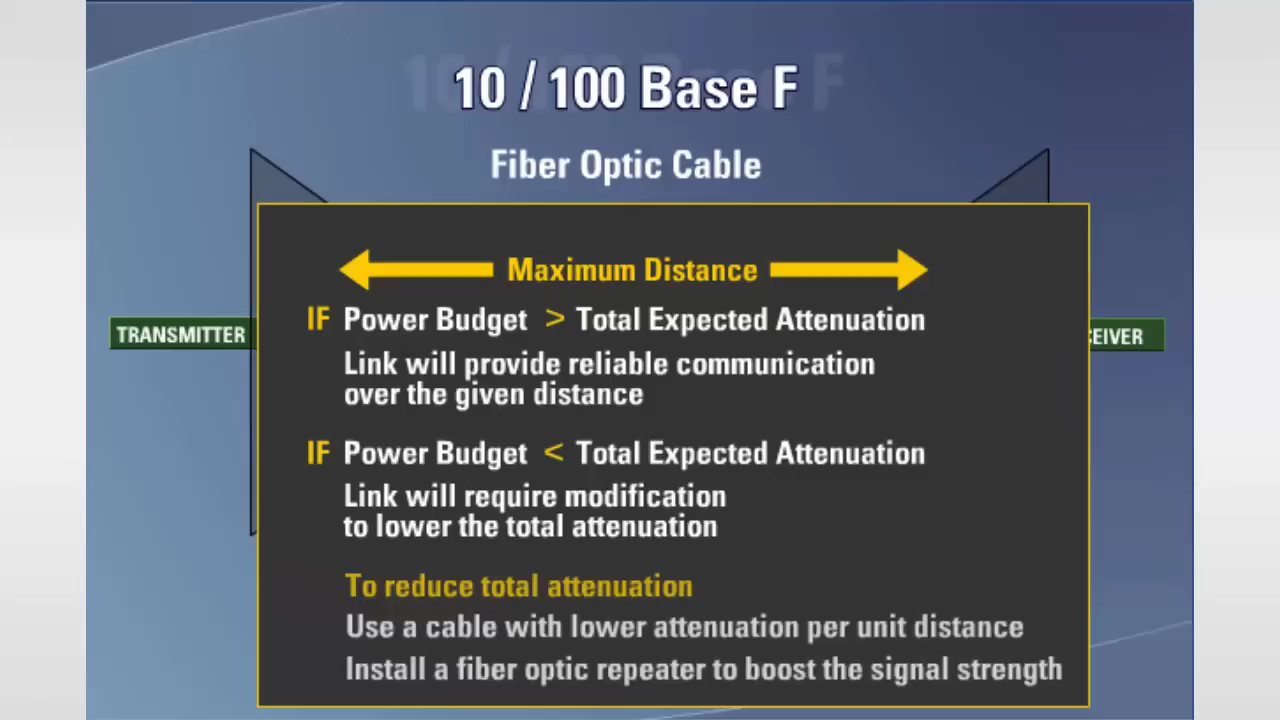 10 / 100 Base F
Fiber Optic Cable
Maximum Distance
IF Power Budget > Total Expected Attenuation
Link will provide reliable communication
over the given distance
TRANSMITTER
EIVER
IF Power Budget < Total Expected Attenuation
Link will require modification
to lower the total attenuation
To reduce total attenuation
Use a cable with lower attenuation per unit distance
Install a fiber optic repeater to boost the signal strength